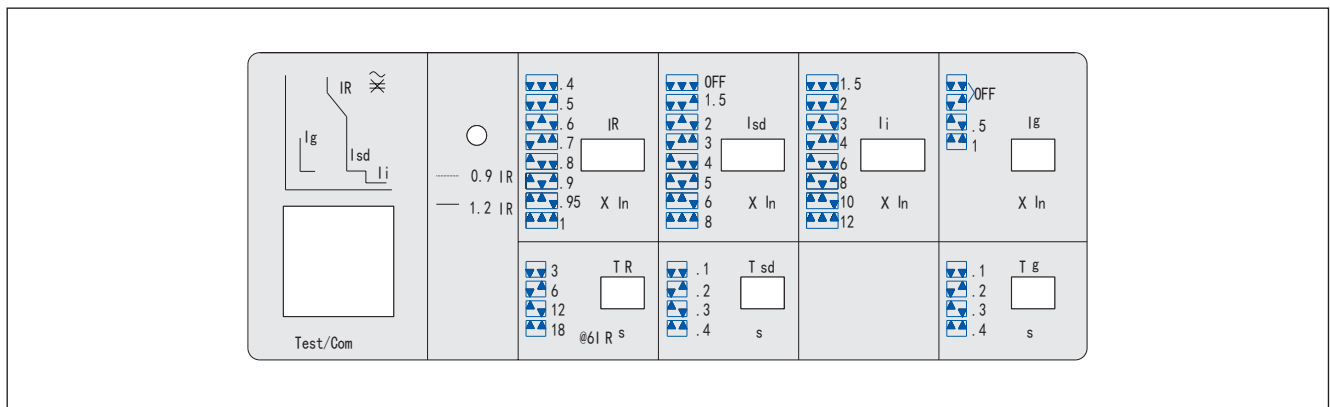 IR
Ig
Isd
Ii
Test/Com
0.9 IR
1.2 IR
.4
.5
.6
.7
.8
.9
.95
1
IR
X In
OFF
1.5
2
3
4
5
6
8
Isd
X In
1.5
2
3
4
6
8
10
12
Ii
X In
OFF
.5
1
Ig
X In
3
6
12
18
TR
@6IR s
.1
.2
.3
.4
Tsd
s
.1
.2
.3
.4
Tg
s